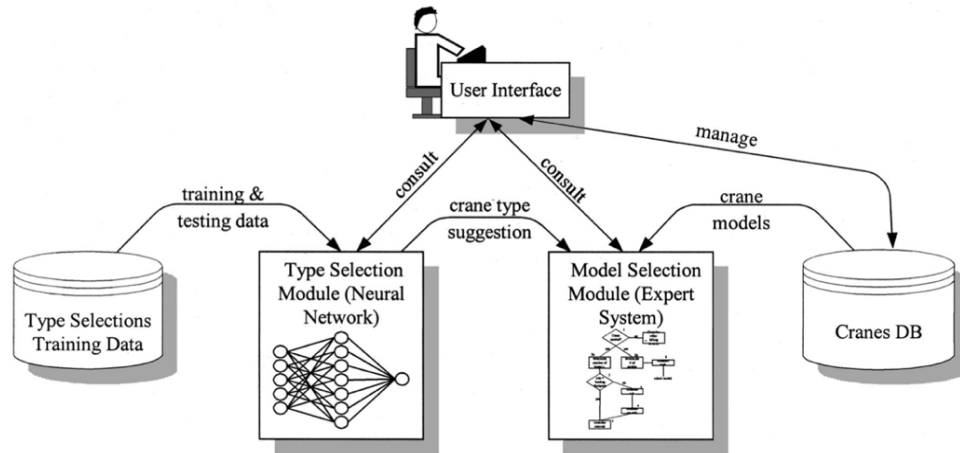 User Interface
manage
consult
consult
training &
testing data
crane type
suggestion
crane
models
Type Selections
Training Data
Type Selection
Module (Neural
Network)
Model Selection
Module (Expert
System)
Cranes DB